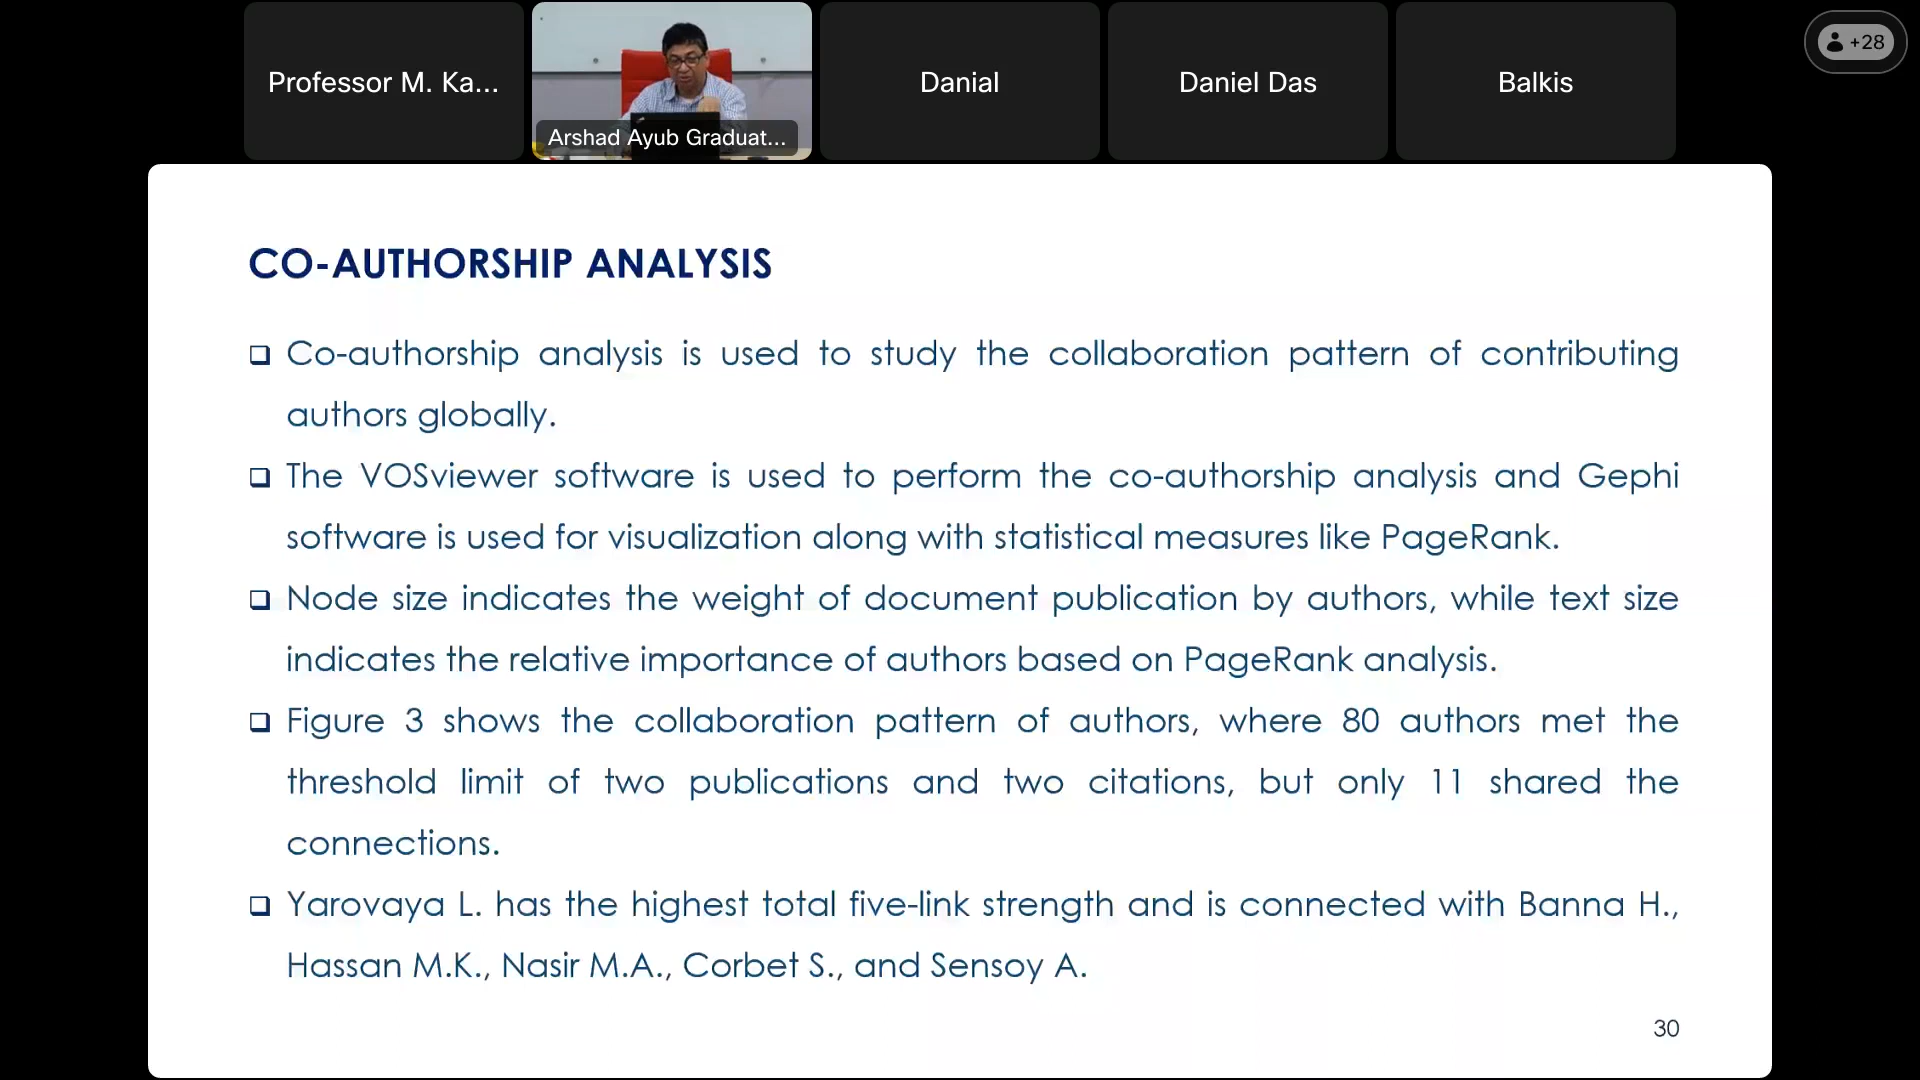 Professor M. Ka...
Arshad Ayub Graduat...
Danial
Daniel Das
Balkis
+28
CO-AUTHORSHIP ANALYSIS
❑ Co-authorship analysis is used to study the collaboration pattern of contributing
authors globally.
❑ The VOSviewer software is used to perform the co-authorship analysis and Gephi
software is used for visualization along with statistical measures like PageRank.
❑ Node size indicates the weight of document publication by authors, while text size
indicates the relative importance of authors based on PageRank analysis.
❑ Figure 3 shows the collaboration pattern of authors, where 80 authors met the
threshold limit of two publications and two citations, but only 11 shared the
connections.
❑ Yarovaya L. has the highest total five-link strength and is connected with Banna H.,
Hassan M.K., Nasir M.A., Corbet S., and Sensoy A.
30